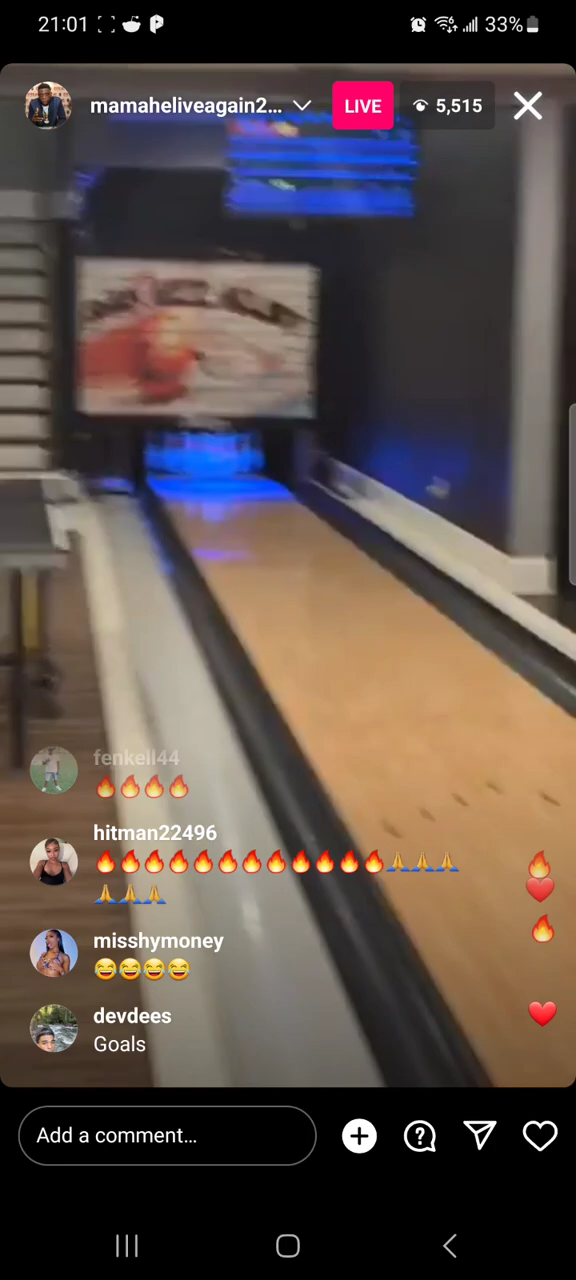 21:01
33%
mamaheliveagain2...
LIVE
5,515
fenkell44
🔥🔥🔥🔥
hitman22496
🔥🔥🔥🔥🔥🔥🔥🔥🔥🔥🔥🔥🙏🙏🙏
🙏🙏🙏
misshymoney
😂😂😂😂
devdees
Goals
Add a comment...